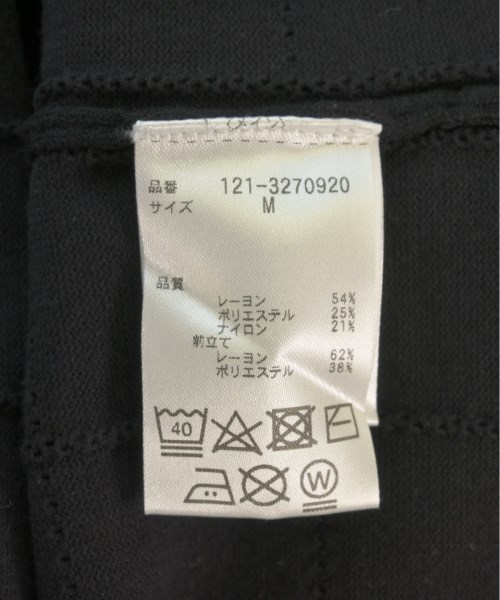 品番 121-3270920
サイズ M
品質
レーヨン 54%
ポリエステル 25%
ナイロン 21%
前立て
レーヨン 62%
ポリエステル 38%
40
W